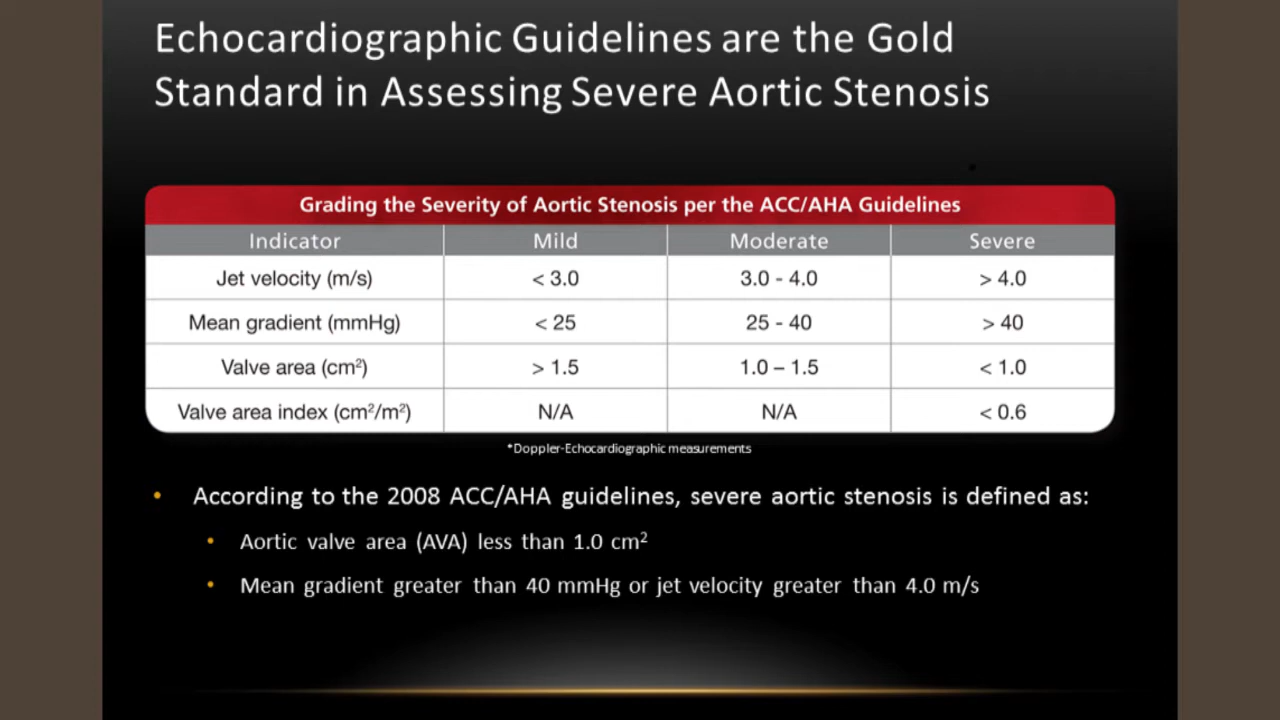 Echocardiographic Guidelines are the Gold
Standard in Assessing Severe Aortic Stenosis
Grading the Severity of Aortic Stenosis per the ACC/AHA Guidelines
Indicator Mild Moderate Severe
Jet velocity (m/s) < 3.0 3.0 - 4.0 > 4.0
Mean gradient (mmHg) < 25 25 - 40 > 40
Valve area (cm²) > 1.5 1.0 – 1.5 < 1.0
Valve area index (cm²/m²) N/A N/A < 0.6
*Doppler-Echocardiographic measurements
• According to the 2008 ACC/AHA guidelines, severe aortic stenosis is defined as:
• Aortic valve area (AVA) less than 1.0 cm²
• Mean gradient greater than 40 mmHg or jet velocity greater than 4.0 m/s